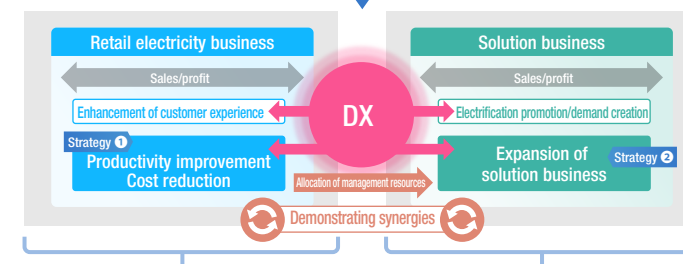 Retail electricity business
Sales/profit
Enhancement of customer experience
Strategy 1
Productivity improvement
Cost reduction
DX
Allocation of management resources
Demonstrating synergies
Solution business
Sales/profit
Electrification promotion/demand creation
Expansion of
solution business
Strategy 2